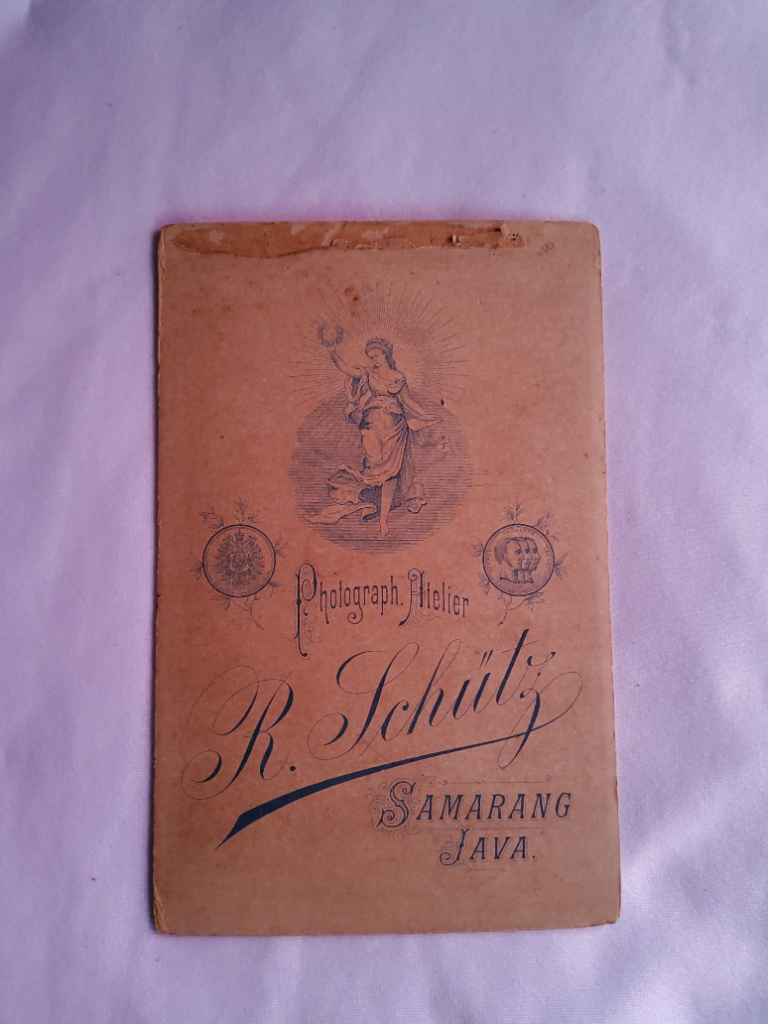 Photograph. Atelier
R. Schütz
SAMARANG
JAVA.